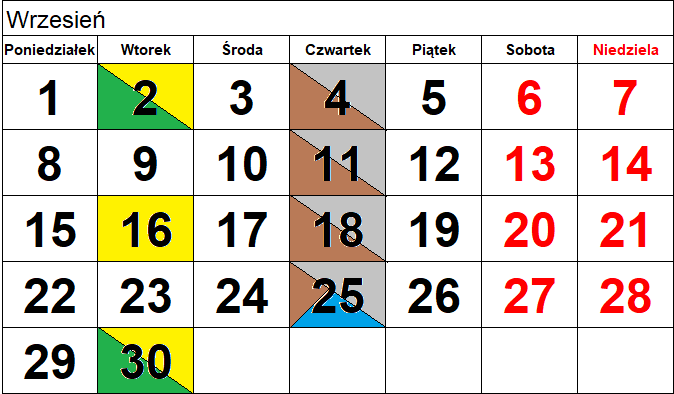 Wrzesień
Poniedziałek Wtorek Środa Czwartek Piątek Sobota Niedziela
1 2 3 4 5 6 7
8 9 10 11 12 13 14
15 16 17 18 19 20 21
22 23 24 25 26 27 28
29 30